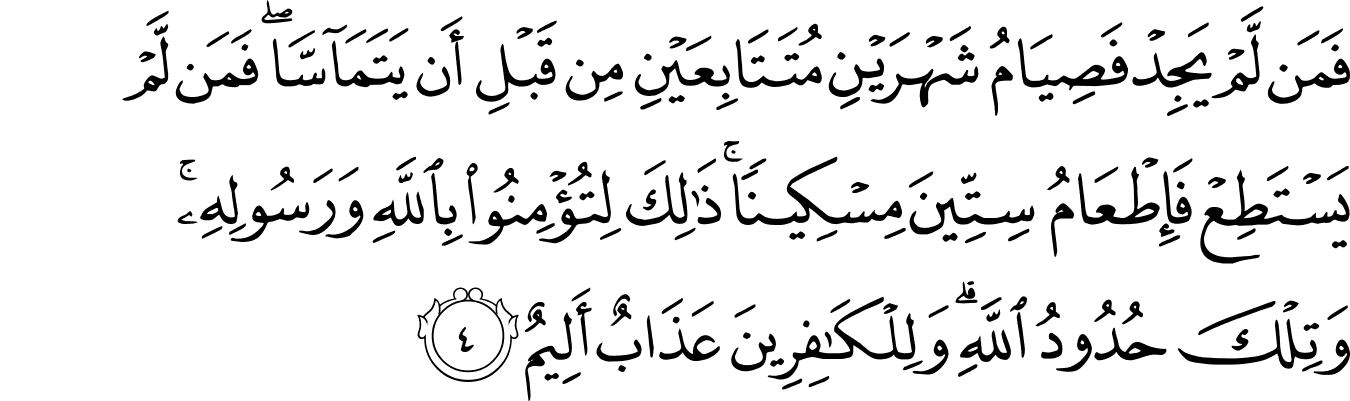 فَمَن لَّمْ يَجِدْ فَصِيَامُ شَهْرَيْنِ مُتَتَابِعَيْنِ مِن قَبْلِ أَن يَتَمَآسَّا ۖ فَمَن لَّمْ
يَسْتَطِعْ فَإِطْعَامُ سِتِّينَ مِسْكِينًا ۚ ذَٰلِكَ لِتُؤْمِنُوا۟ بِٱللَّهِ وَرَسُولِهِۦ ۚ
وَتِلْكَ حُدُودُ ٱللَّهِ ۗ وَلِلْكَـٰفِرِينَ عَذَابٌ أَلِيمٌ ٤